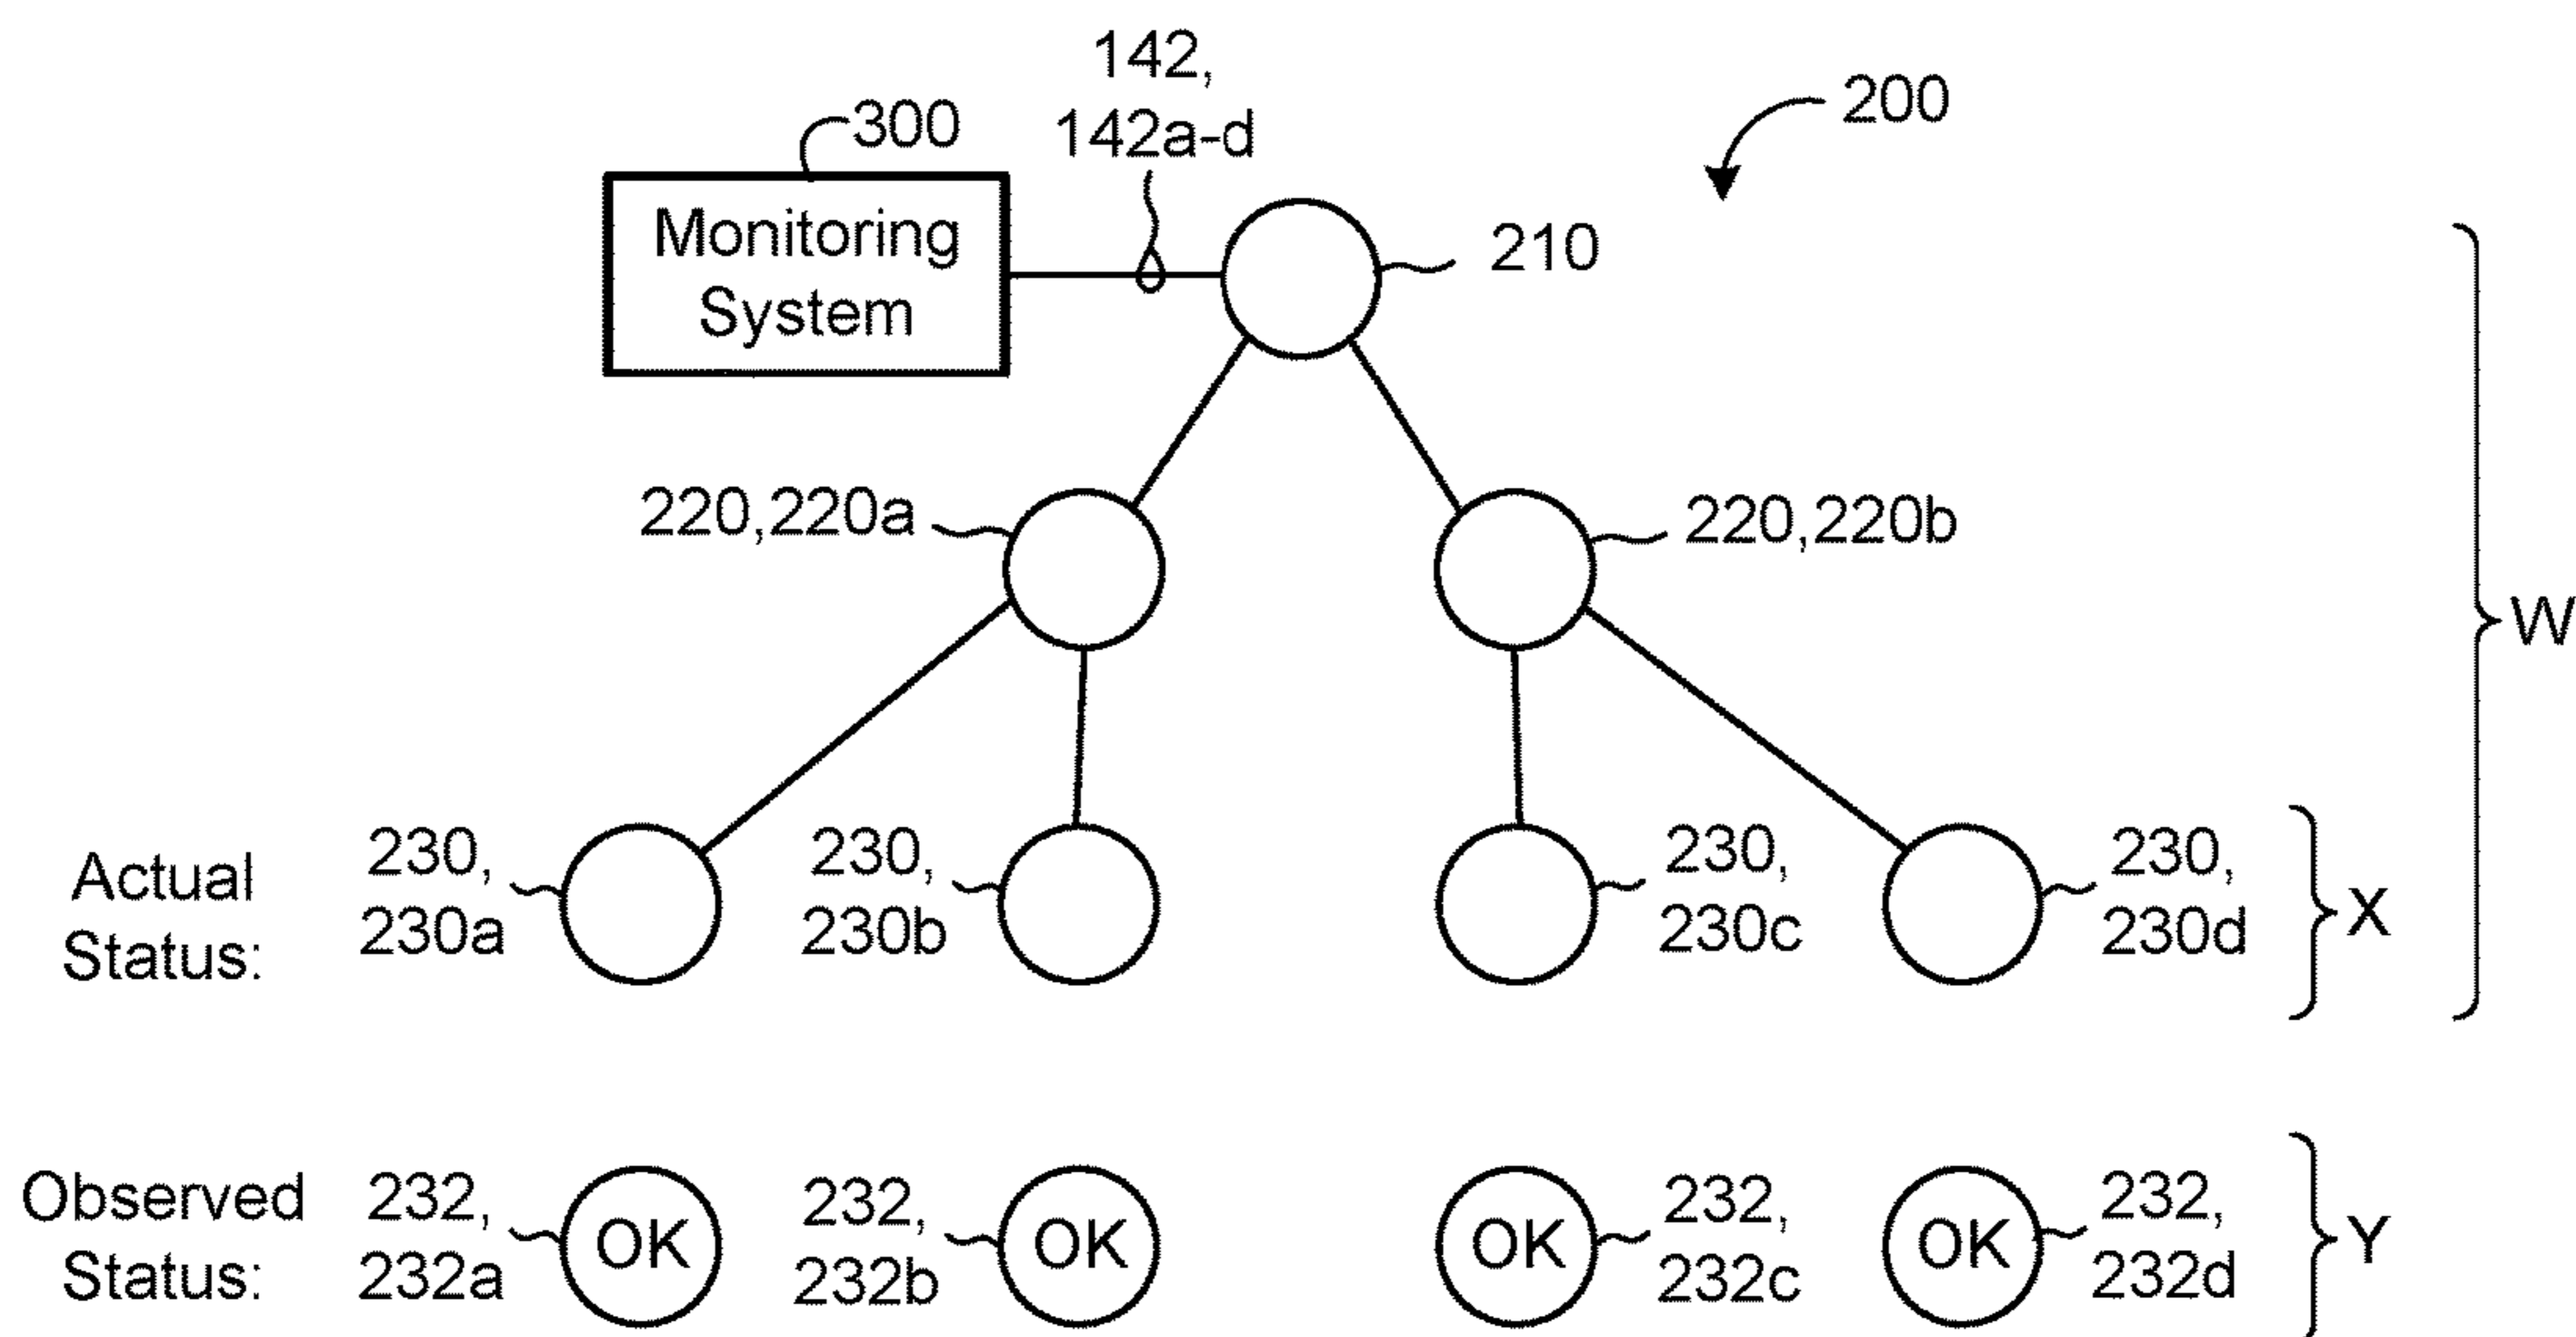 142,
142a-d
300
200
Monitoring
System
210
220,220a
220,220b
W
Actual
Status:
230,
230a
230,
230b
230,
230c
230,
230d
X
Observed
Status:
232,
232a
OK
232,
232b
OK
OK
232,
232c
OK
232,
232d
Y